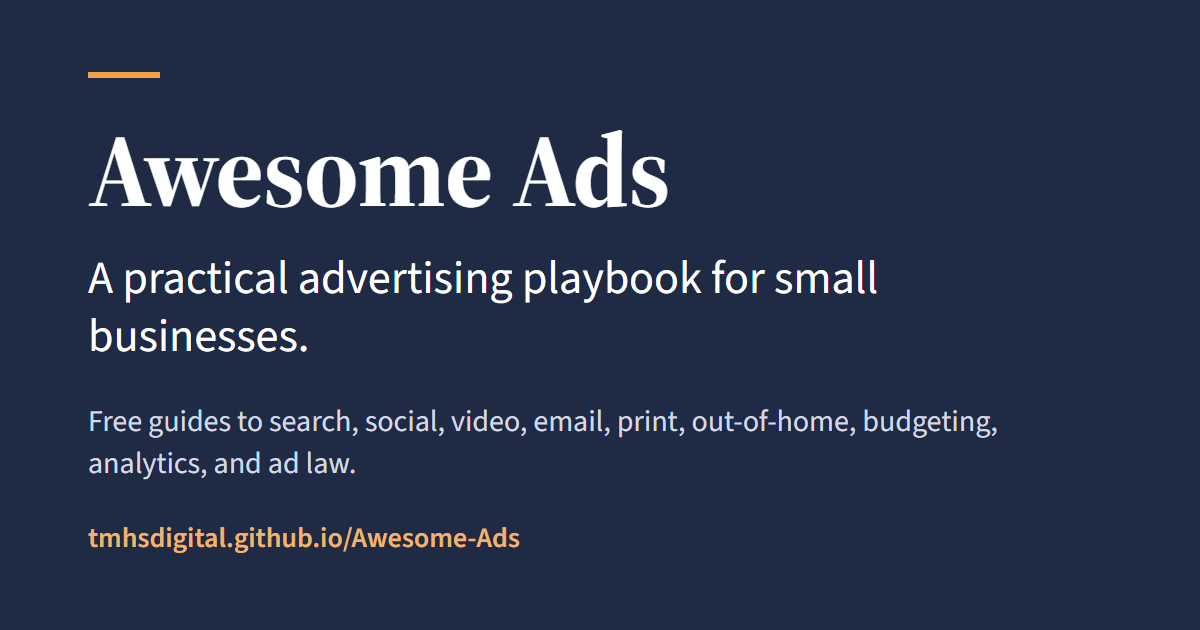 Awesome Ads
A practical advertising playbook for small
businesses.
Free guides to search, social, video, email, print, out-of-home, budgeting,
analytics, and ad law.
tmhsdigital.github.io/Awesome-Ads